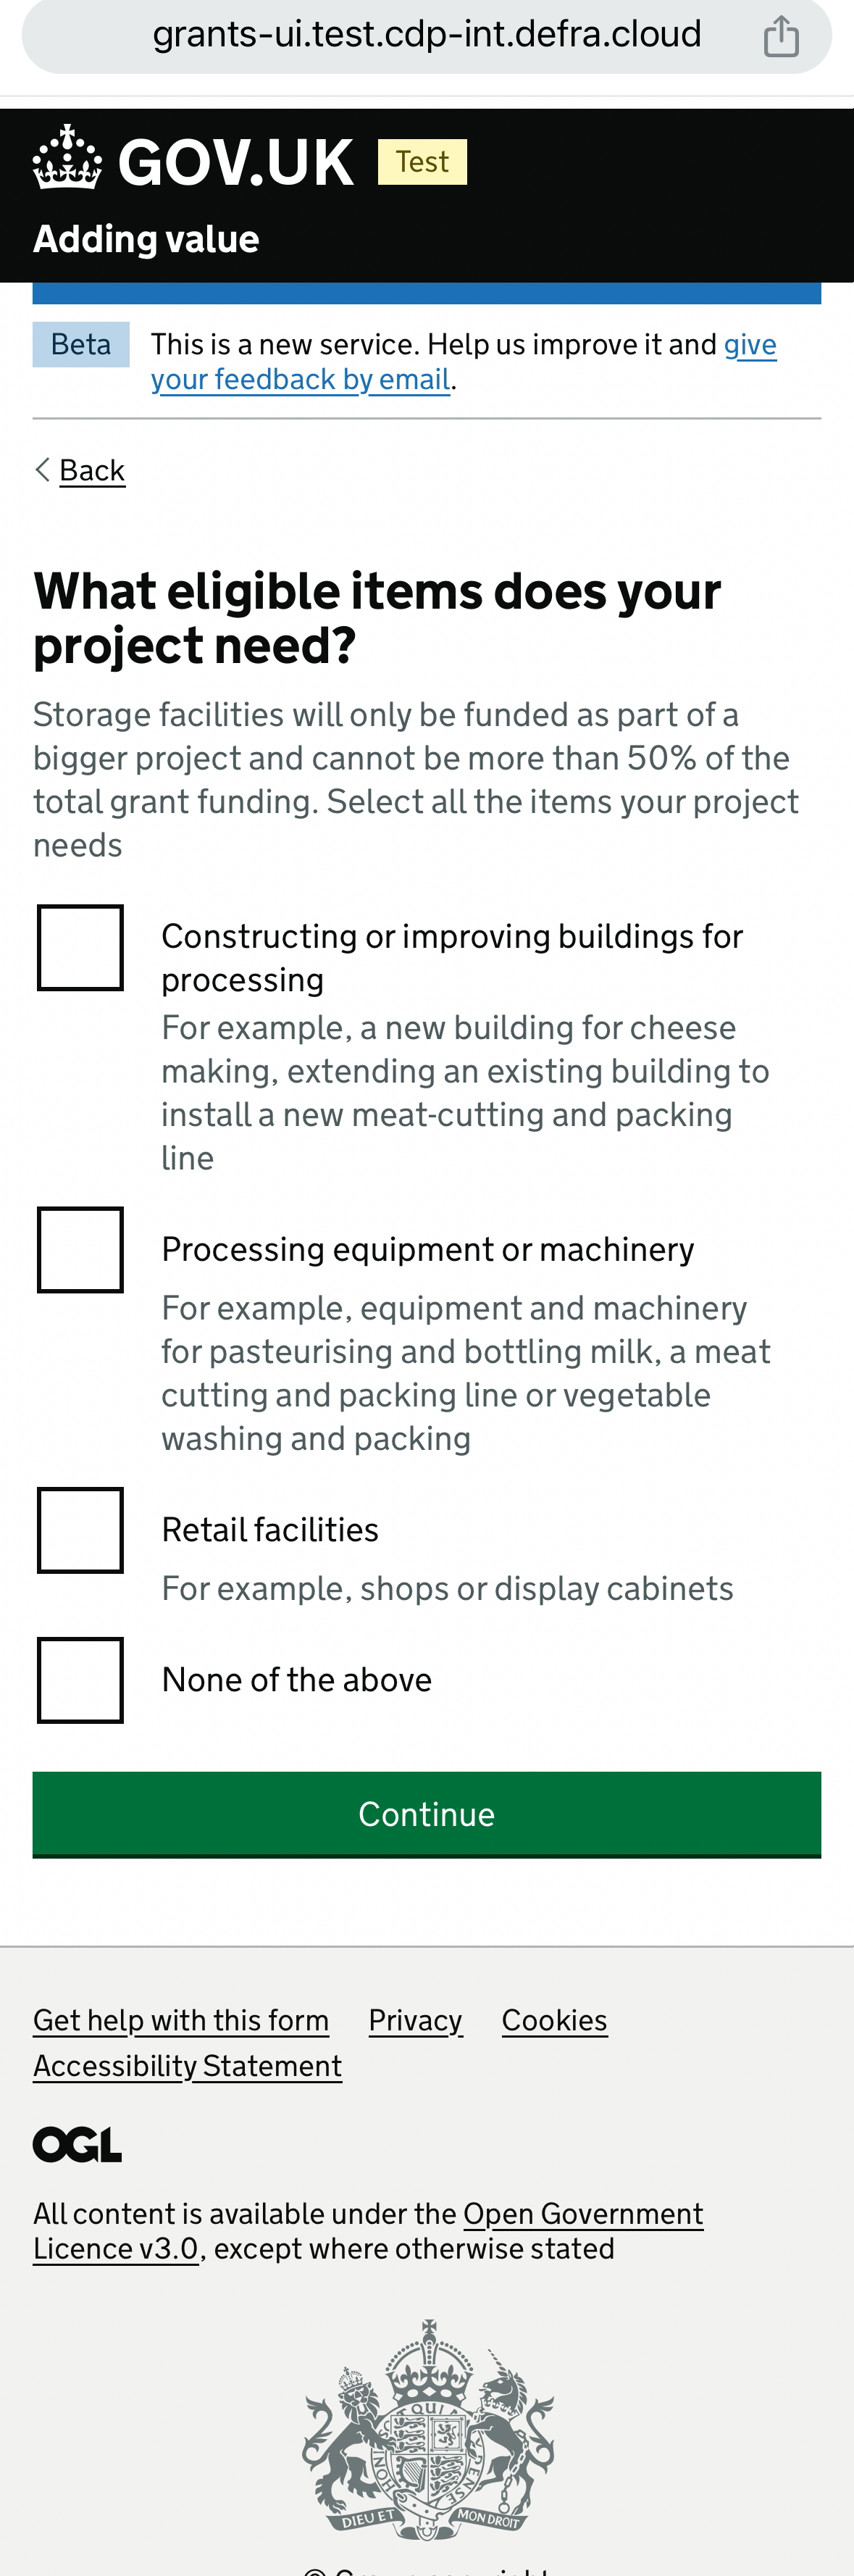 grants-ui.test.cdp-int.defra.cloud
GOV.UK Test
Adding value
Beta This is a new service. Help us improve it and give
your feedback by email.
Back
What eligible items does your
project need?
Storage facilities will only be funded as part of a
bigger project and cannot be more than 50% of the
total grant funding. Select all the items your project
needs
Constructing or improving buildings for
processing
For example, a new building for cheese
making, extending an existing building to
install a new meat-cutting and packing
line
Processing equipment or machinery
For example, equipment and machinery
for pasteurising and bottling milk, a meat
cutting and packing line or vegetable
washing and packing
Retail facilities
For example, shops or display cabinets
None of the above
Continue
Get help with this form Privacy Cookies
Accessibility Statement
OGL
All content is available under the Open Government
Licence v3.0, except where otherwise stated
DIEU ET MON DROIT